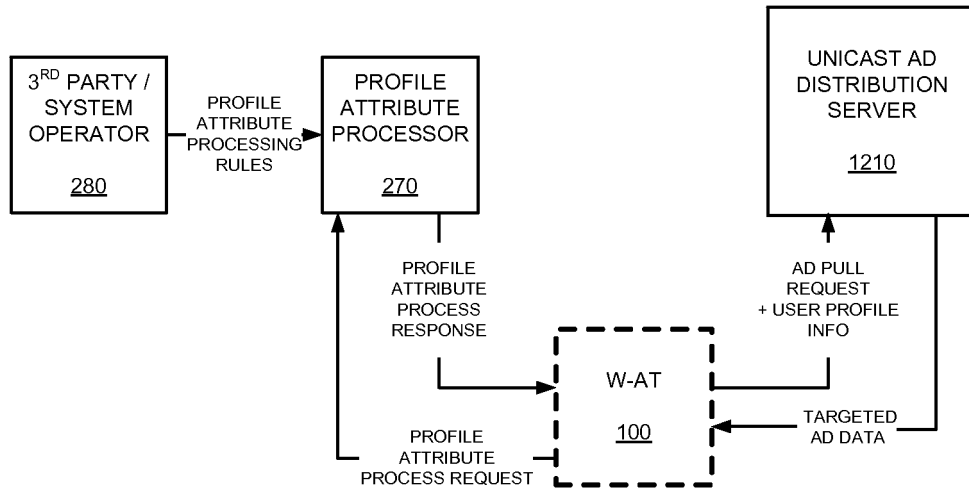 3RD PARTY /
SYSTEM
OPERATOR
280
PROFILE
ATTRIBUTE
PROCESSING
RULES
PROFILE
ATTRIBUTE
PROCESSOR
270
UNICAST AD
DISTRIBUTION
SERVER
1210
PROFILE
ATTRIBUTE
PROCESS
RESPONSE
AD PULL
REQUEST
+ USER PROFILE
INFO
W-AT
100
TARGETED
AD DATA
PROFILE
ATTRIBUTE
PROCESS REQUEST